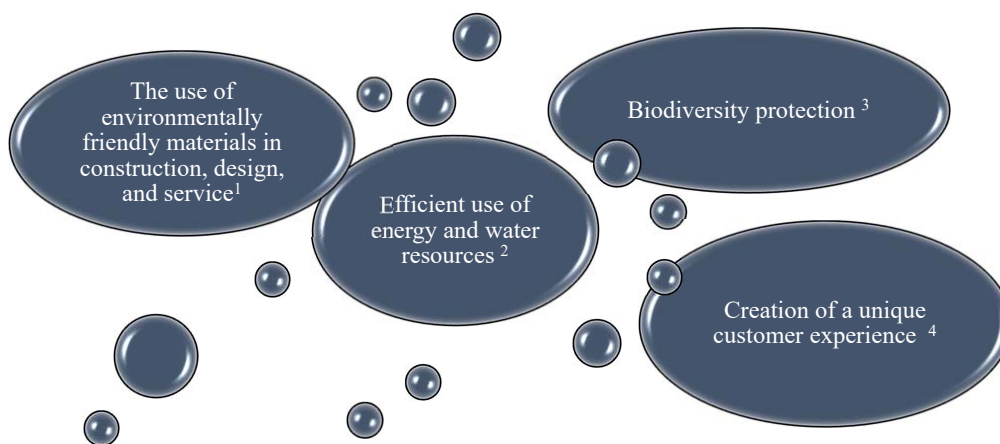 The use of
environmentally
friendly materials in
construction, design,
and service¹
Efficient use of
energy and water
resources ²
Biodiversity protection ³
Creation of a unique
customer experience ⁴